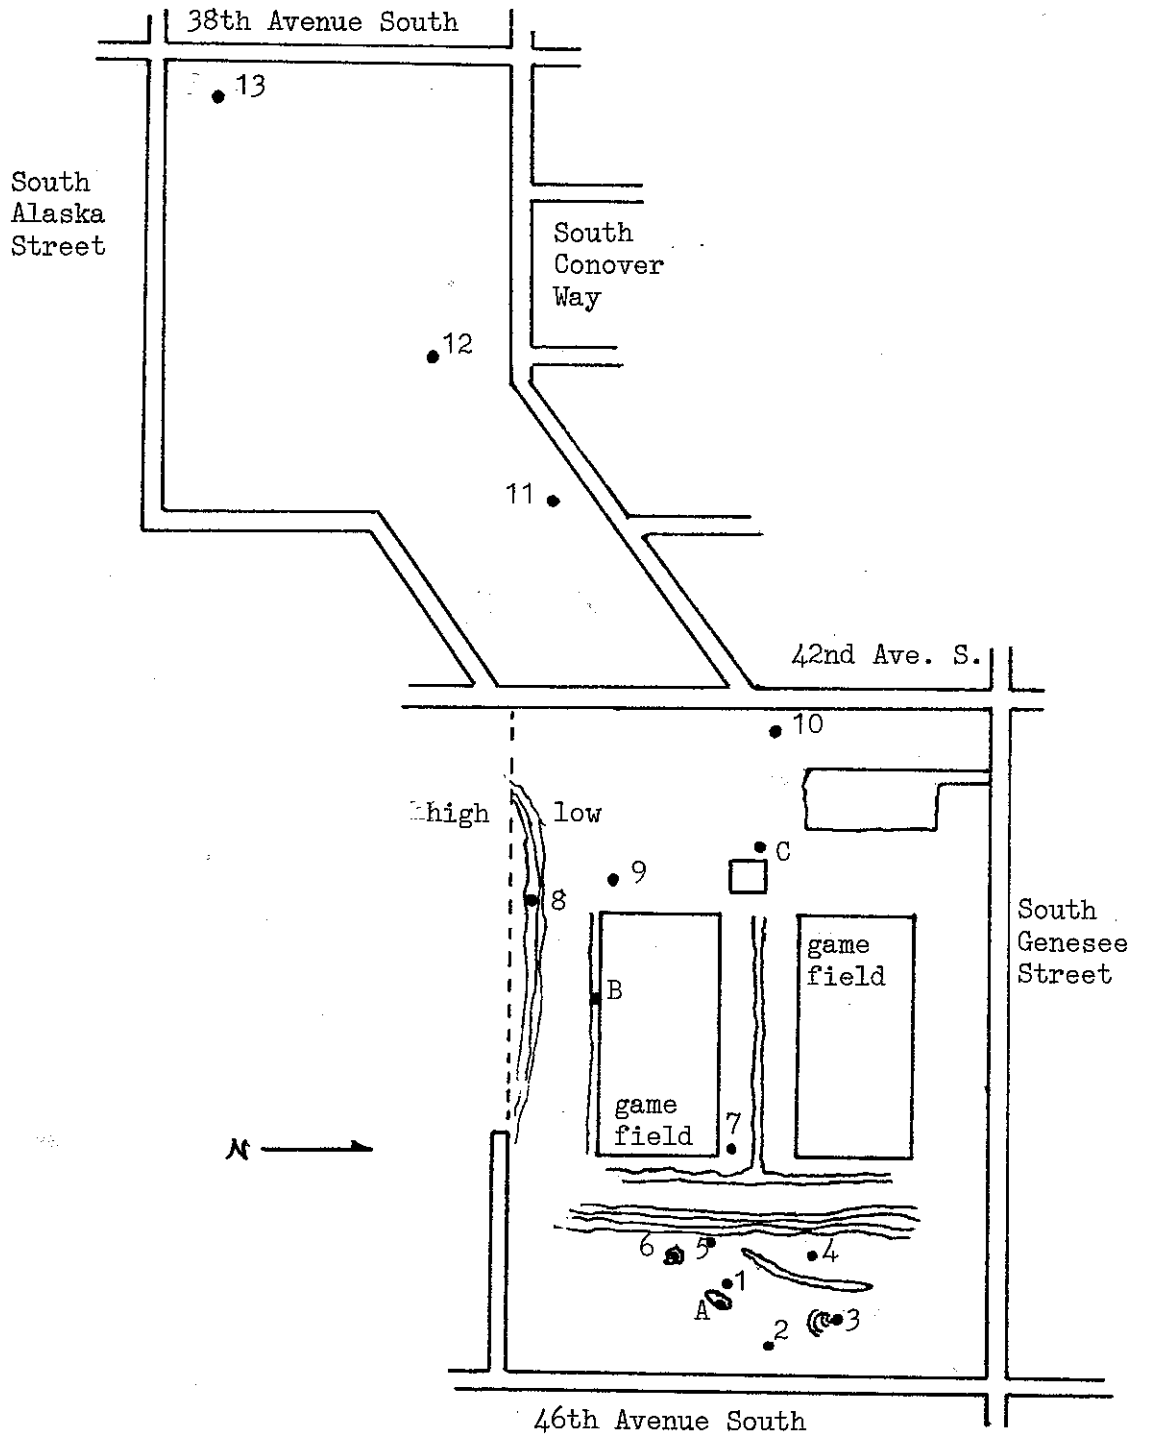 38th Avenue South
13
South
Alaska
Street
South
Conover
Way
12
11
42nd Ave. S.
10
high
low
C
9
8
South
Genesee
Street
game
field
B
game
field
7
N
6
5
4
1
A
3
2
46th Avenue South